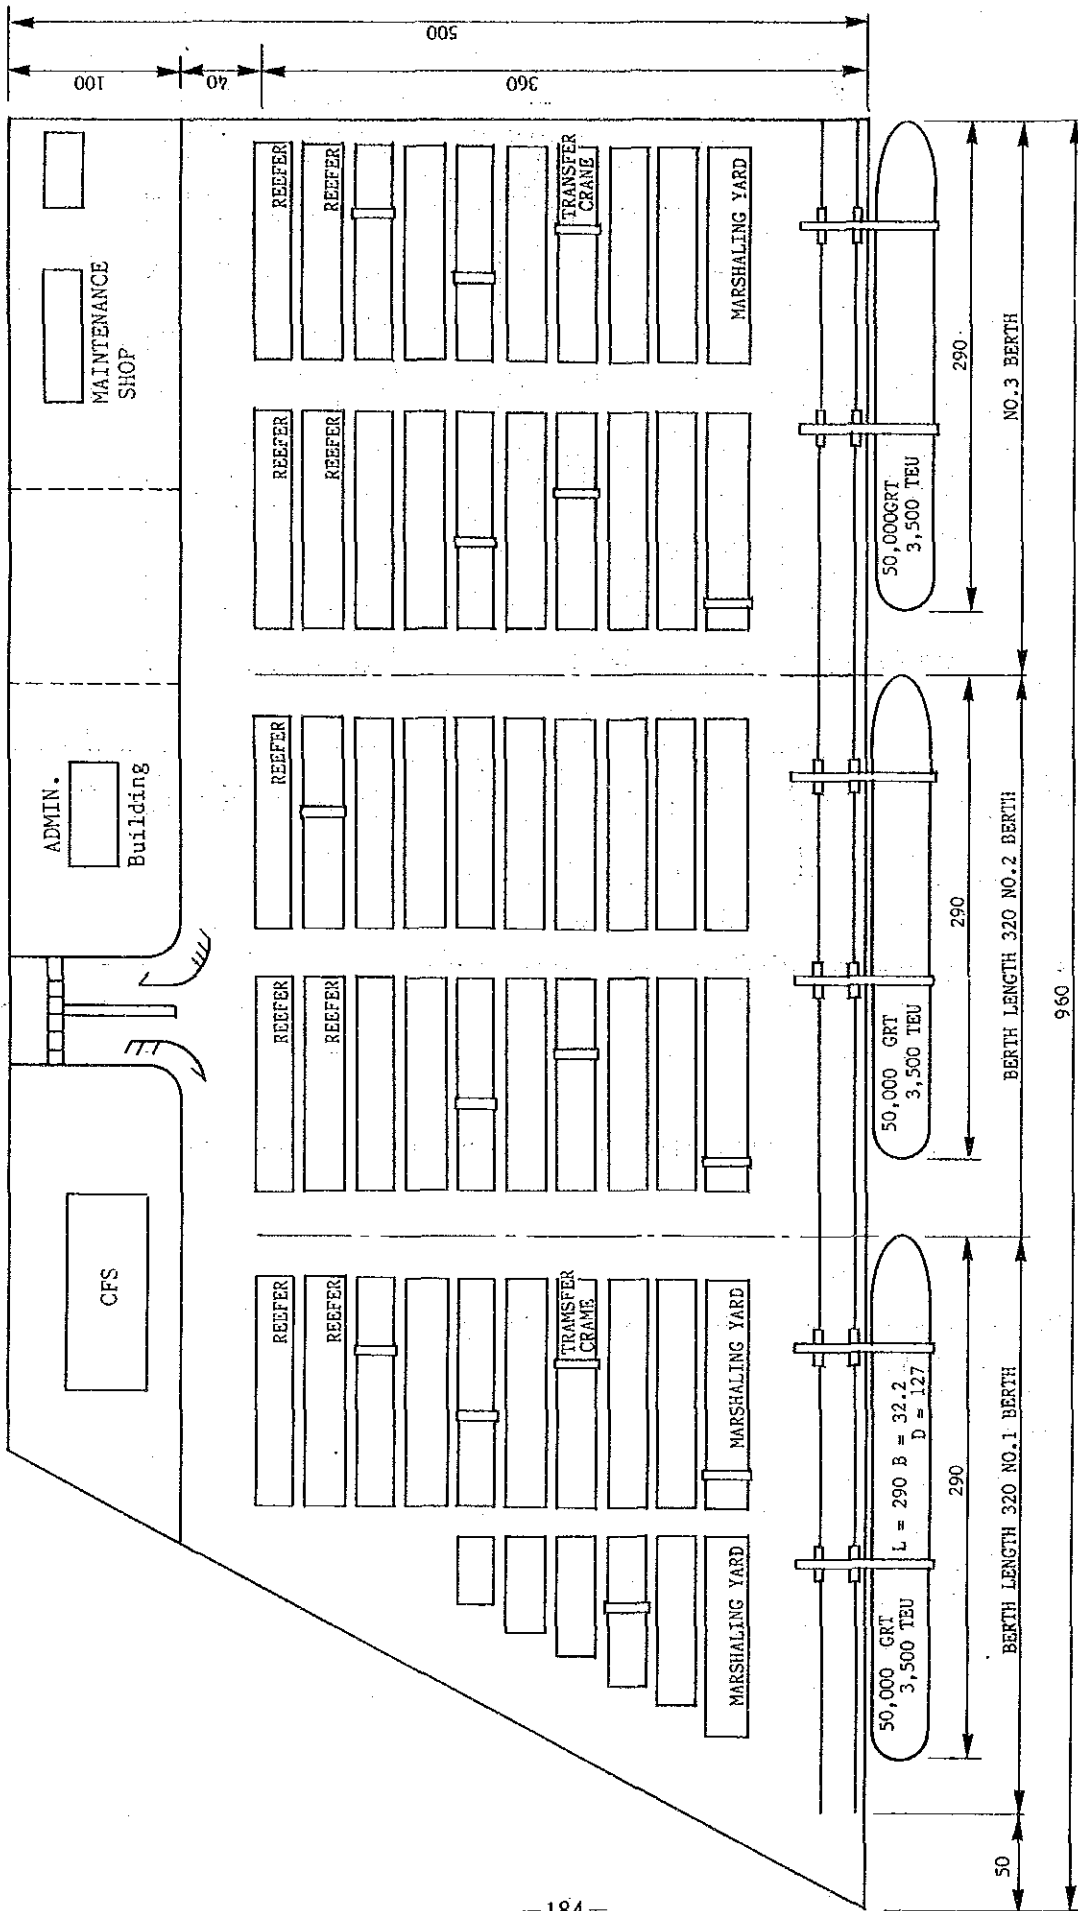 500
100
40
360
MAINTENANCE
SHOP
ADMIN.
Building
CFS
REEFER
REEFER
TRANSFER
CRANE
MARSHALING YARD
REEFER
REEFER
REEFER
REEFER
REEFER
REEFER
REEFER
TRAMSFER
CRAME
MARSHALING YARD
MARSHALING YARD
50,000GRT
3,500 TEU
290
NO.3 BERTH
50,000 GRT
3,500 TEU
290
BERTH LENGTH 320 NO.2 BERTH
50,000 GRT
3,500 TEU
L = 290 B = 32.2
D = 127
290
BERTH LENGTH 320 NO.1 BERTH
50
960
—184—